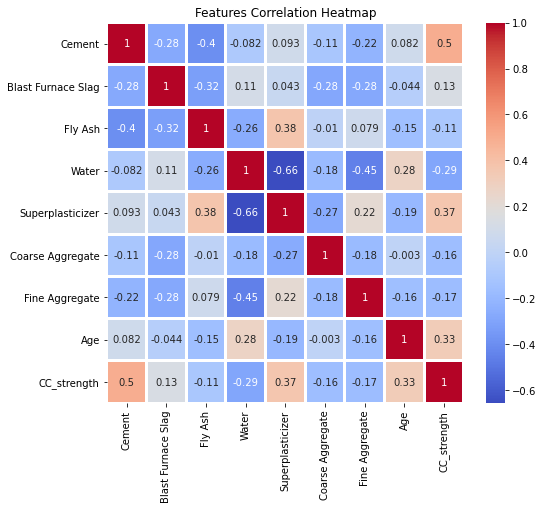 Features Correlation Heatmap
Cement 1 -0.28 -0.4 -0.082 0.093 -0.11 -0.22 0.082 0.5
Blast Furnace Slag -0.28 1 -0.32 0.11 0.043 -0.28 -0.28 -0.044 0.13
Fly Ash -0.4 -0.32 1 -0.26 0.38 -0.01 0.079 -0.15 -0.11
Water -0.082 0.11 -0.26 1 -0.66 -0.18 -0.45 0.28 -0.29
Superplasticizer 0.093 0.043 0.38 -0.66 1 -0.27 0.22 -0.19 0.37
Coarse Aggregate -0.11 -0.28 -0.01 -0.18 -0.27 1 -0.18 -0.003 -0.16
Fine Aggregate -0.22 -0.28 0.079 -0.45 0.22 -0.18 1 -0.16 -0.17
Age 0.082 -0.044 -0.15 0.28 -0.19 -0.003 -0.16 1 0.33
CC_strength 0.5 0.13 -0.11 -0.29 0.37 -0.16 -0.17 0.33 1
Cement
Blast Furnace Slag
Fly Ash
Water
Superplasticizer
Coarse Aggregate
Fine Aggregate
Age
CC_strength
1.0
0.8
0.6
0.4
0.2
0.0
−0.2
−0.4
−0.6